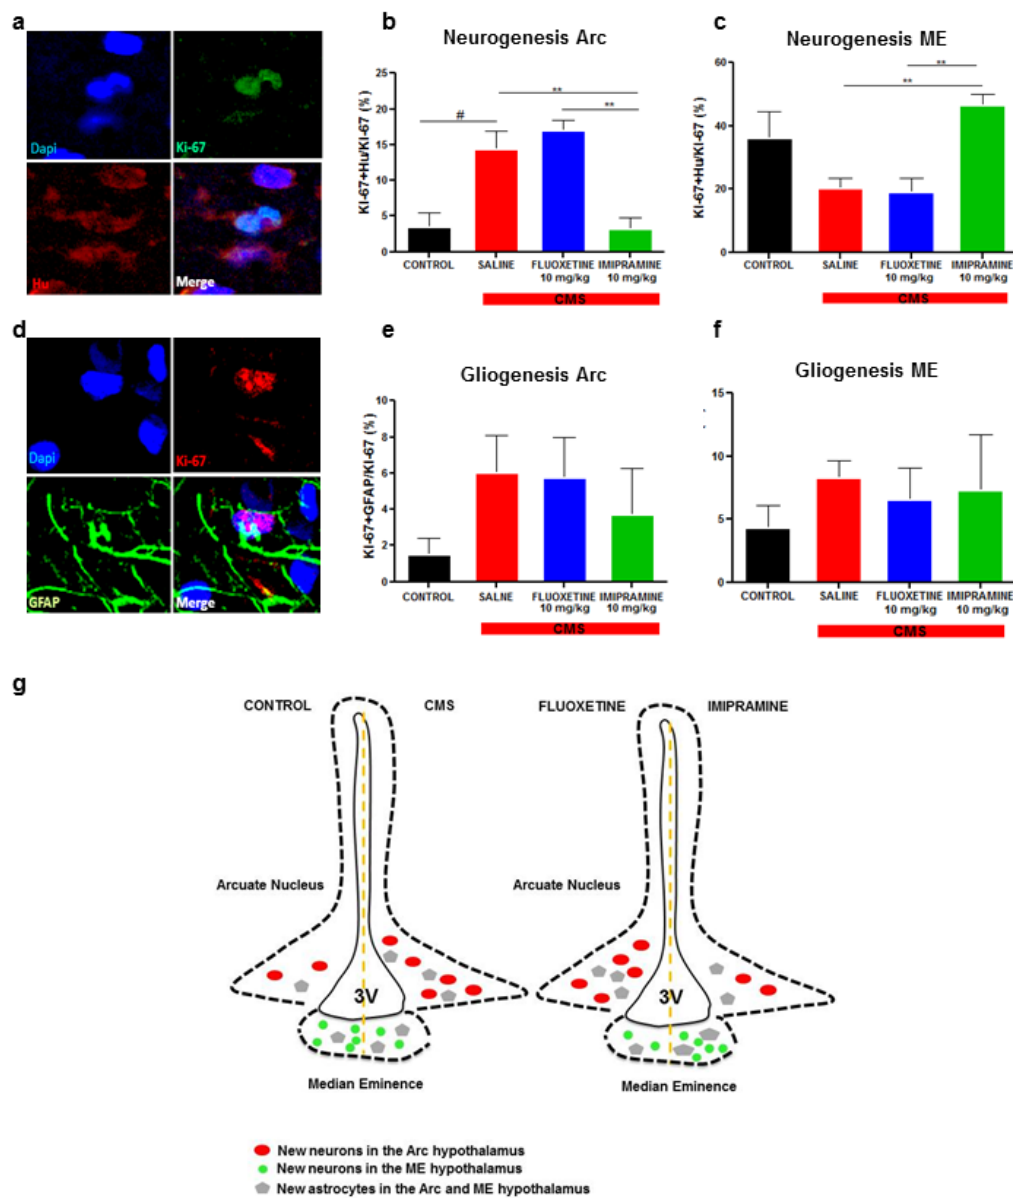 a
Dapi
Ki-67
Hu
Merge
b
Neurogenesis Arc
KI-67+Hu/KI-67 (%)
25
20
15
10
5
0
#
**
**
CONTROL SALINE FLUOXETINE IMIPRAMINE
10 mg/kg 10 mg/kg
CMS
c
Neurogenesis ME
KI-67+Hu/KI-67 (%)
60
40
20
0
**
**
CONTROL SALINE FLUOXETINE IMIPRAMINE
10 mg/kg 10 mg/kg
CMS
d
Dapi
Ki-67
GFAP
Merge
e
Gliogenesis Arc
KI-67+GFAP/KI-67 (%)
10
8
6
4
2
0
CONTROL SALNE FLUOXETINE IMIPRAMINE
10 mg/kg 10 mg/kg
CMS
f
Gliogenesis ME
15
10
5
0
CONTROL SALINE FLUOXETINE IMIPRAMINE
10 mg/kg 10 mg/kg
CMS
g
CONTROL CMS FLUOXETINE IMIPRAMINE
Arcuate Nucleus Arcuate Nucleus
3V 3V
Median Eminence Median Eminence
New neurons in the Arc hypothalamus
New neurons in the ME hypothalamus
New astrocytes in the Arc and ME hypothalamus